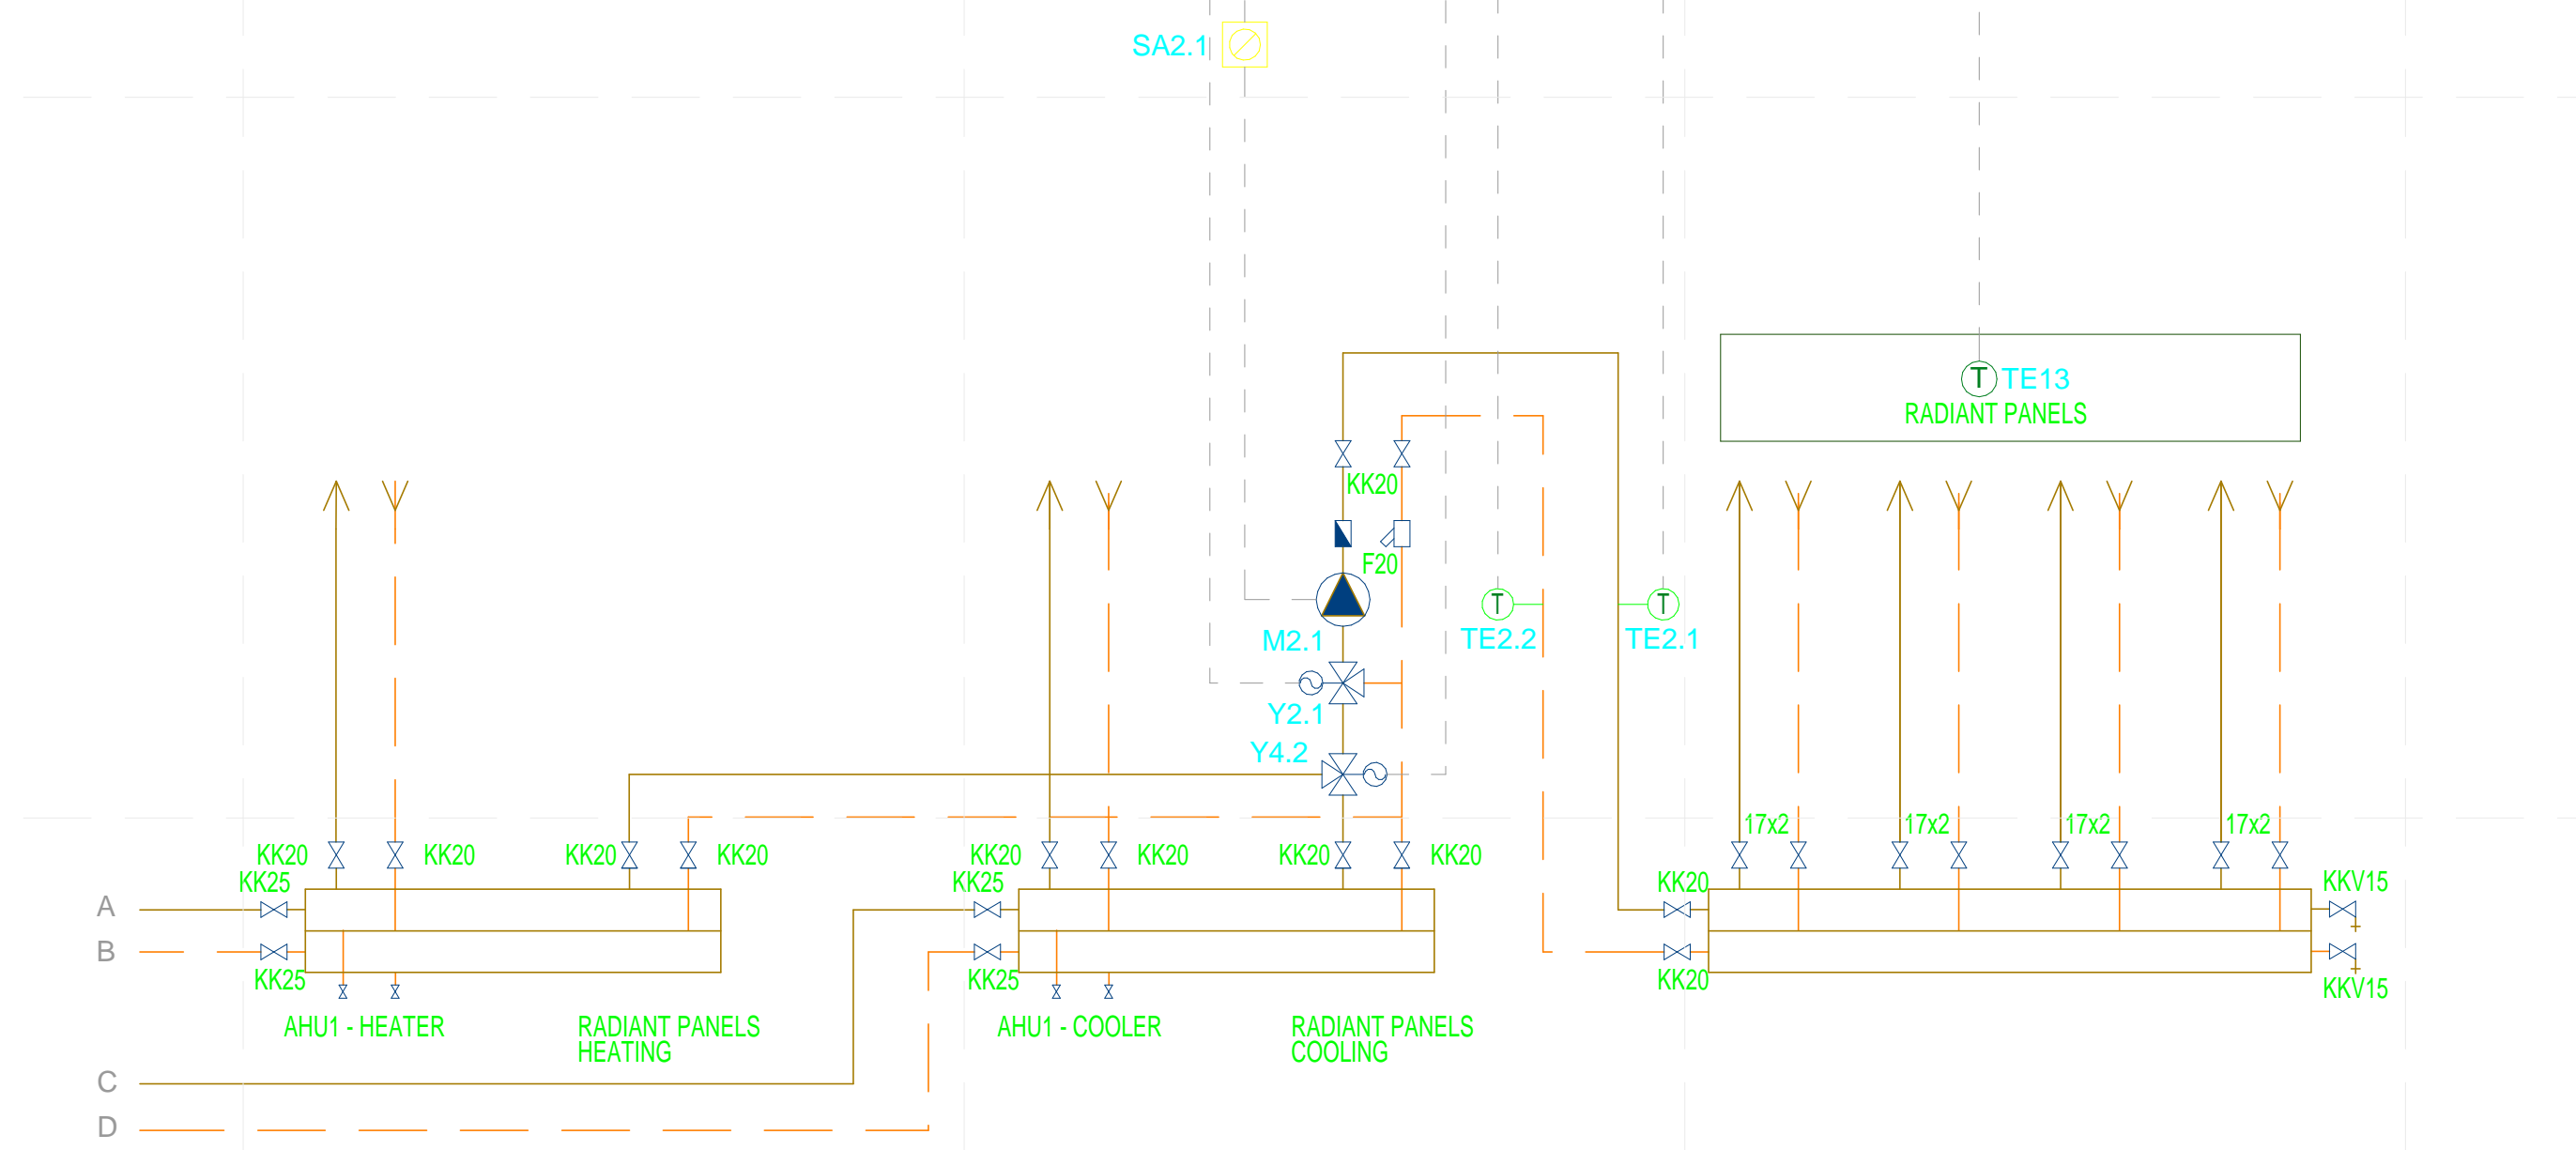 SA2.1
T TE13
RADIANT PANELS
KK20
F20
T
T
M2.1
TE2.2
TE2.1
Y2.1
Y4.2
17x2
17x2
17x2
17x2
KK20
KK20
KK20
KK20
KK20
KK20
KK20
KK20
KK25
KK25
KK20
KKV15
A
B
KK25
KK25
KK20
KKV15
AHU1 - HEATER
RADIANT PANELS
HEATING
AHU1 - COOLER
RADIANT PANELS
COOLING
C
D